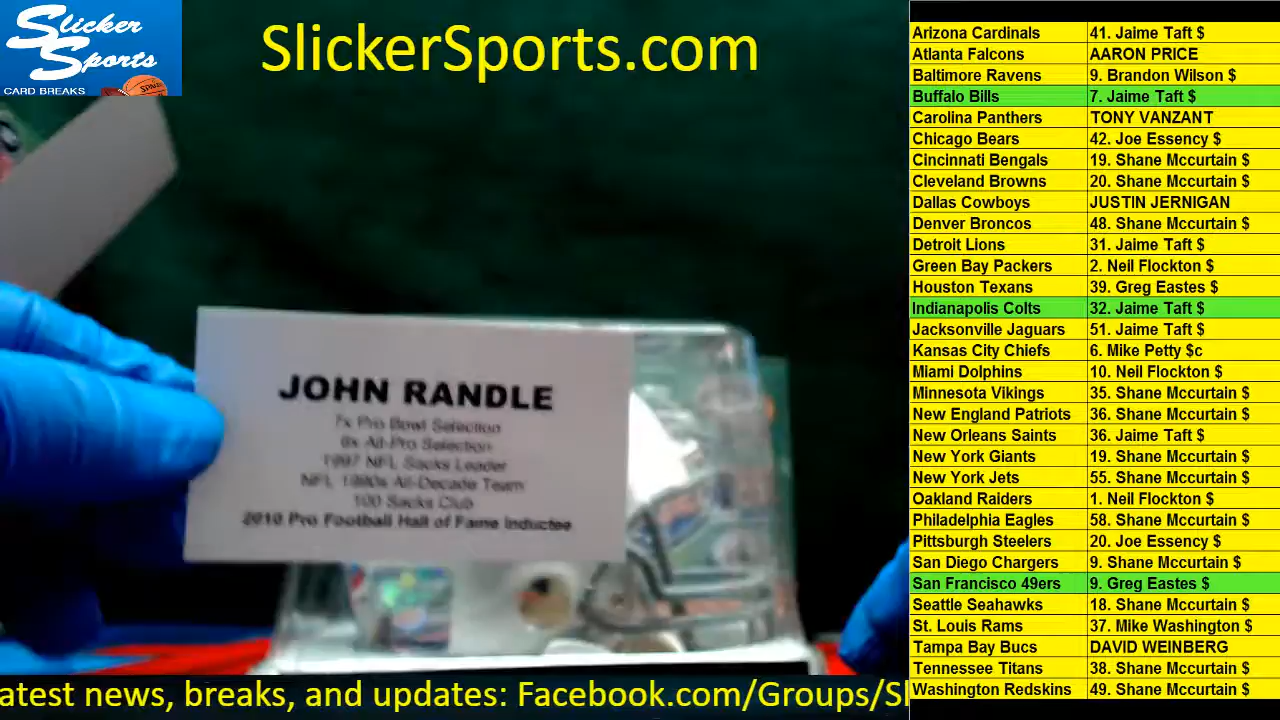 Slicker
Sports
CARD BREAKS
SlickerSports.com
JOHN RANDLE
7x Pro Bowl Selection
6x All-Pro Selection
1997 NFL Sacks Leader
NFL 1990s All-Decade Team
100 Sacks Club
2010 Pro Football Hall of Fame Inductee
Arizona Cardinals 41. Jaime Taft $
Atlanta Falcons AARON PRICE
Baltimore Ravens 9. Brandon Wilson $
Buffalo Bills 7. Jaime Taft $
Carolina Panthers TONY VANZANT
Chicago Bears 42. Joe Essency $
Cincinnati Bengals 19. Shane Mccurtain $
Cleveland Browns 20. Shane Mccurtain $
Dallas Cowboys JUSTIN JERNIGAN
Denver Broncos 48. Shane Mccurtain $
Detroit Lions 31. Jaime Taft $
Green Bay Packers 2. Neil Flockton $
Houston Texans 39. Greg Eastes $
Indianapolis Colts 32. Jaime Taft $
Jacksonville Jaguars 51. Jaime Taft $
Kansas City Chiefs 6. Mike Petty $c
Miami Dolphins 10. Neil Flockton $
Minnesota Vikings 35. Shane Mccurtain $
New England Patriots 36. Shane Mccurtain $
New Orleans Saints 36. Jaime Taft $
New York Giants 19. Shane Mccurtain $
New York Jets 55. Shane Mccurtain $
Oakland Raiders 1. Neil Flockton $
Philadelphia Eagles 58. Shane Mccurtain $
Pittsburgh Steelers 20. Joe Essency $
San Diego Chargers 9. Shane Mccurtain $
San Francisco 49ers 9. Greg Eastes $
Seattle Seahawks 18. Shane Mccurtain $
St. Louis Rams 37. Mike Washington $
Tampa Bay Bucs DAVID WEINBERG
Tennessee Titans 38. Shane Mccurtain $
Washington Redskins 49. Shane Mccurtain $
atest news, breaks, and updates: Facebook.com/Groups/Sl